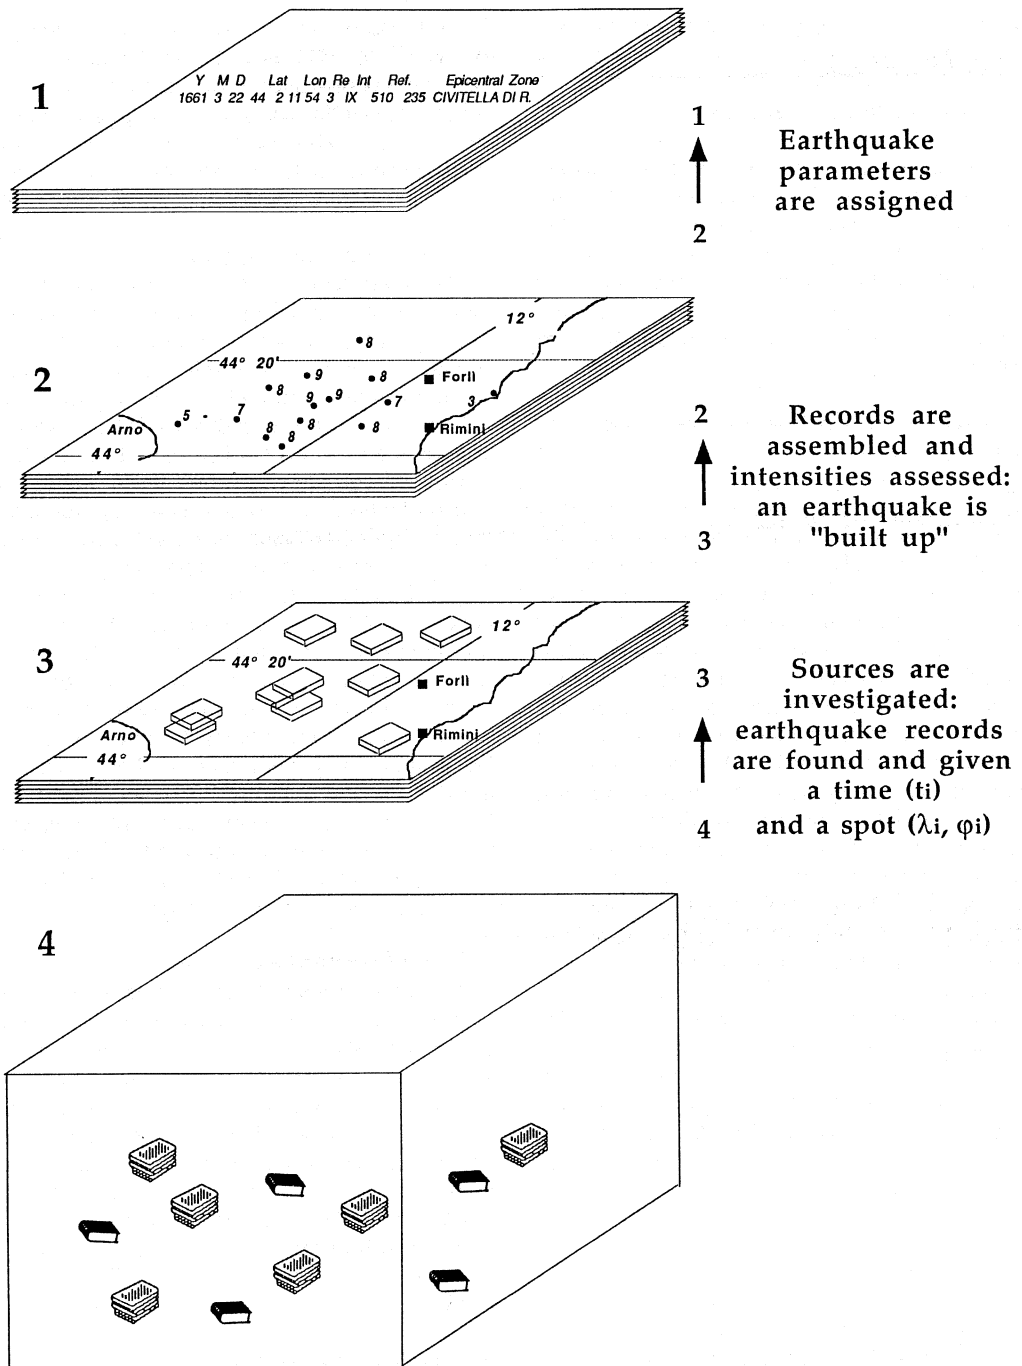 1
Y M D Lat Lon Re Int Ref. Epicentral Zone
1661 3 22 44 2 11 54 3 IX 510 235 CIVITELLA DI R.
1
Earthquake
parameters
are assigned
2
2
12°
8
44° 20'
9
8
Forlì
8
9
9
7
3
5 -
7
8
8
8
8
Arno
Rimini
44°
2
Records are
assembled and
intensities assessed:
an earthquake is
"built up"
3
3
12°
44° 20'
Forlì
Arno
Rimini
44°
3
Sources are
investigated:
earthquake records
are found and given
a time (ti)
and a spot (λi, φi)
4
4